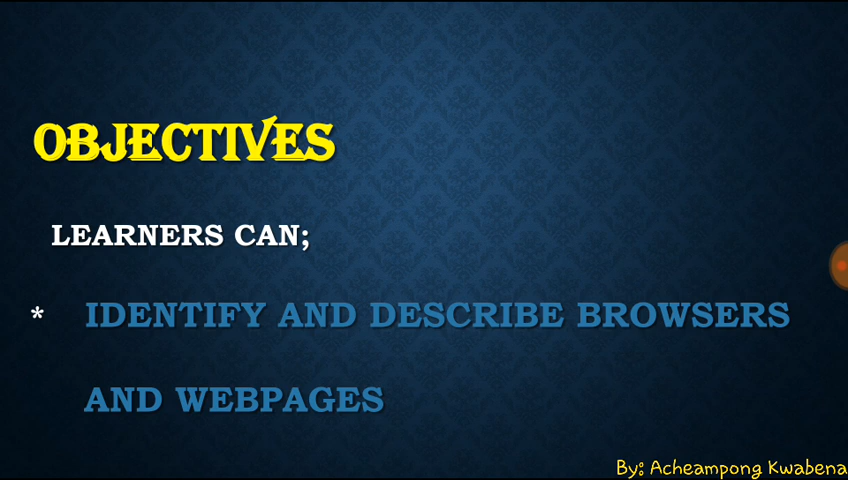 OBJECTIVES
LEARNERS CAN;
* IDENTIFY AND DESCRIBE BROWSERS
AND WEBPAGES
By: Acheampong Kwabena